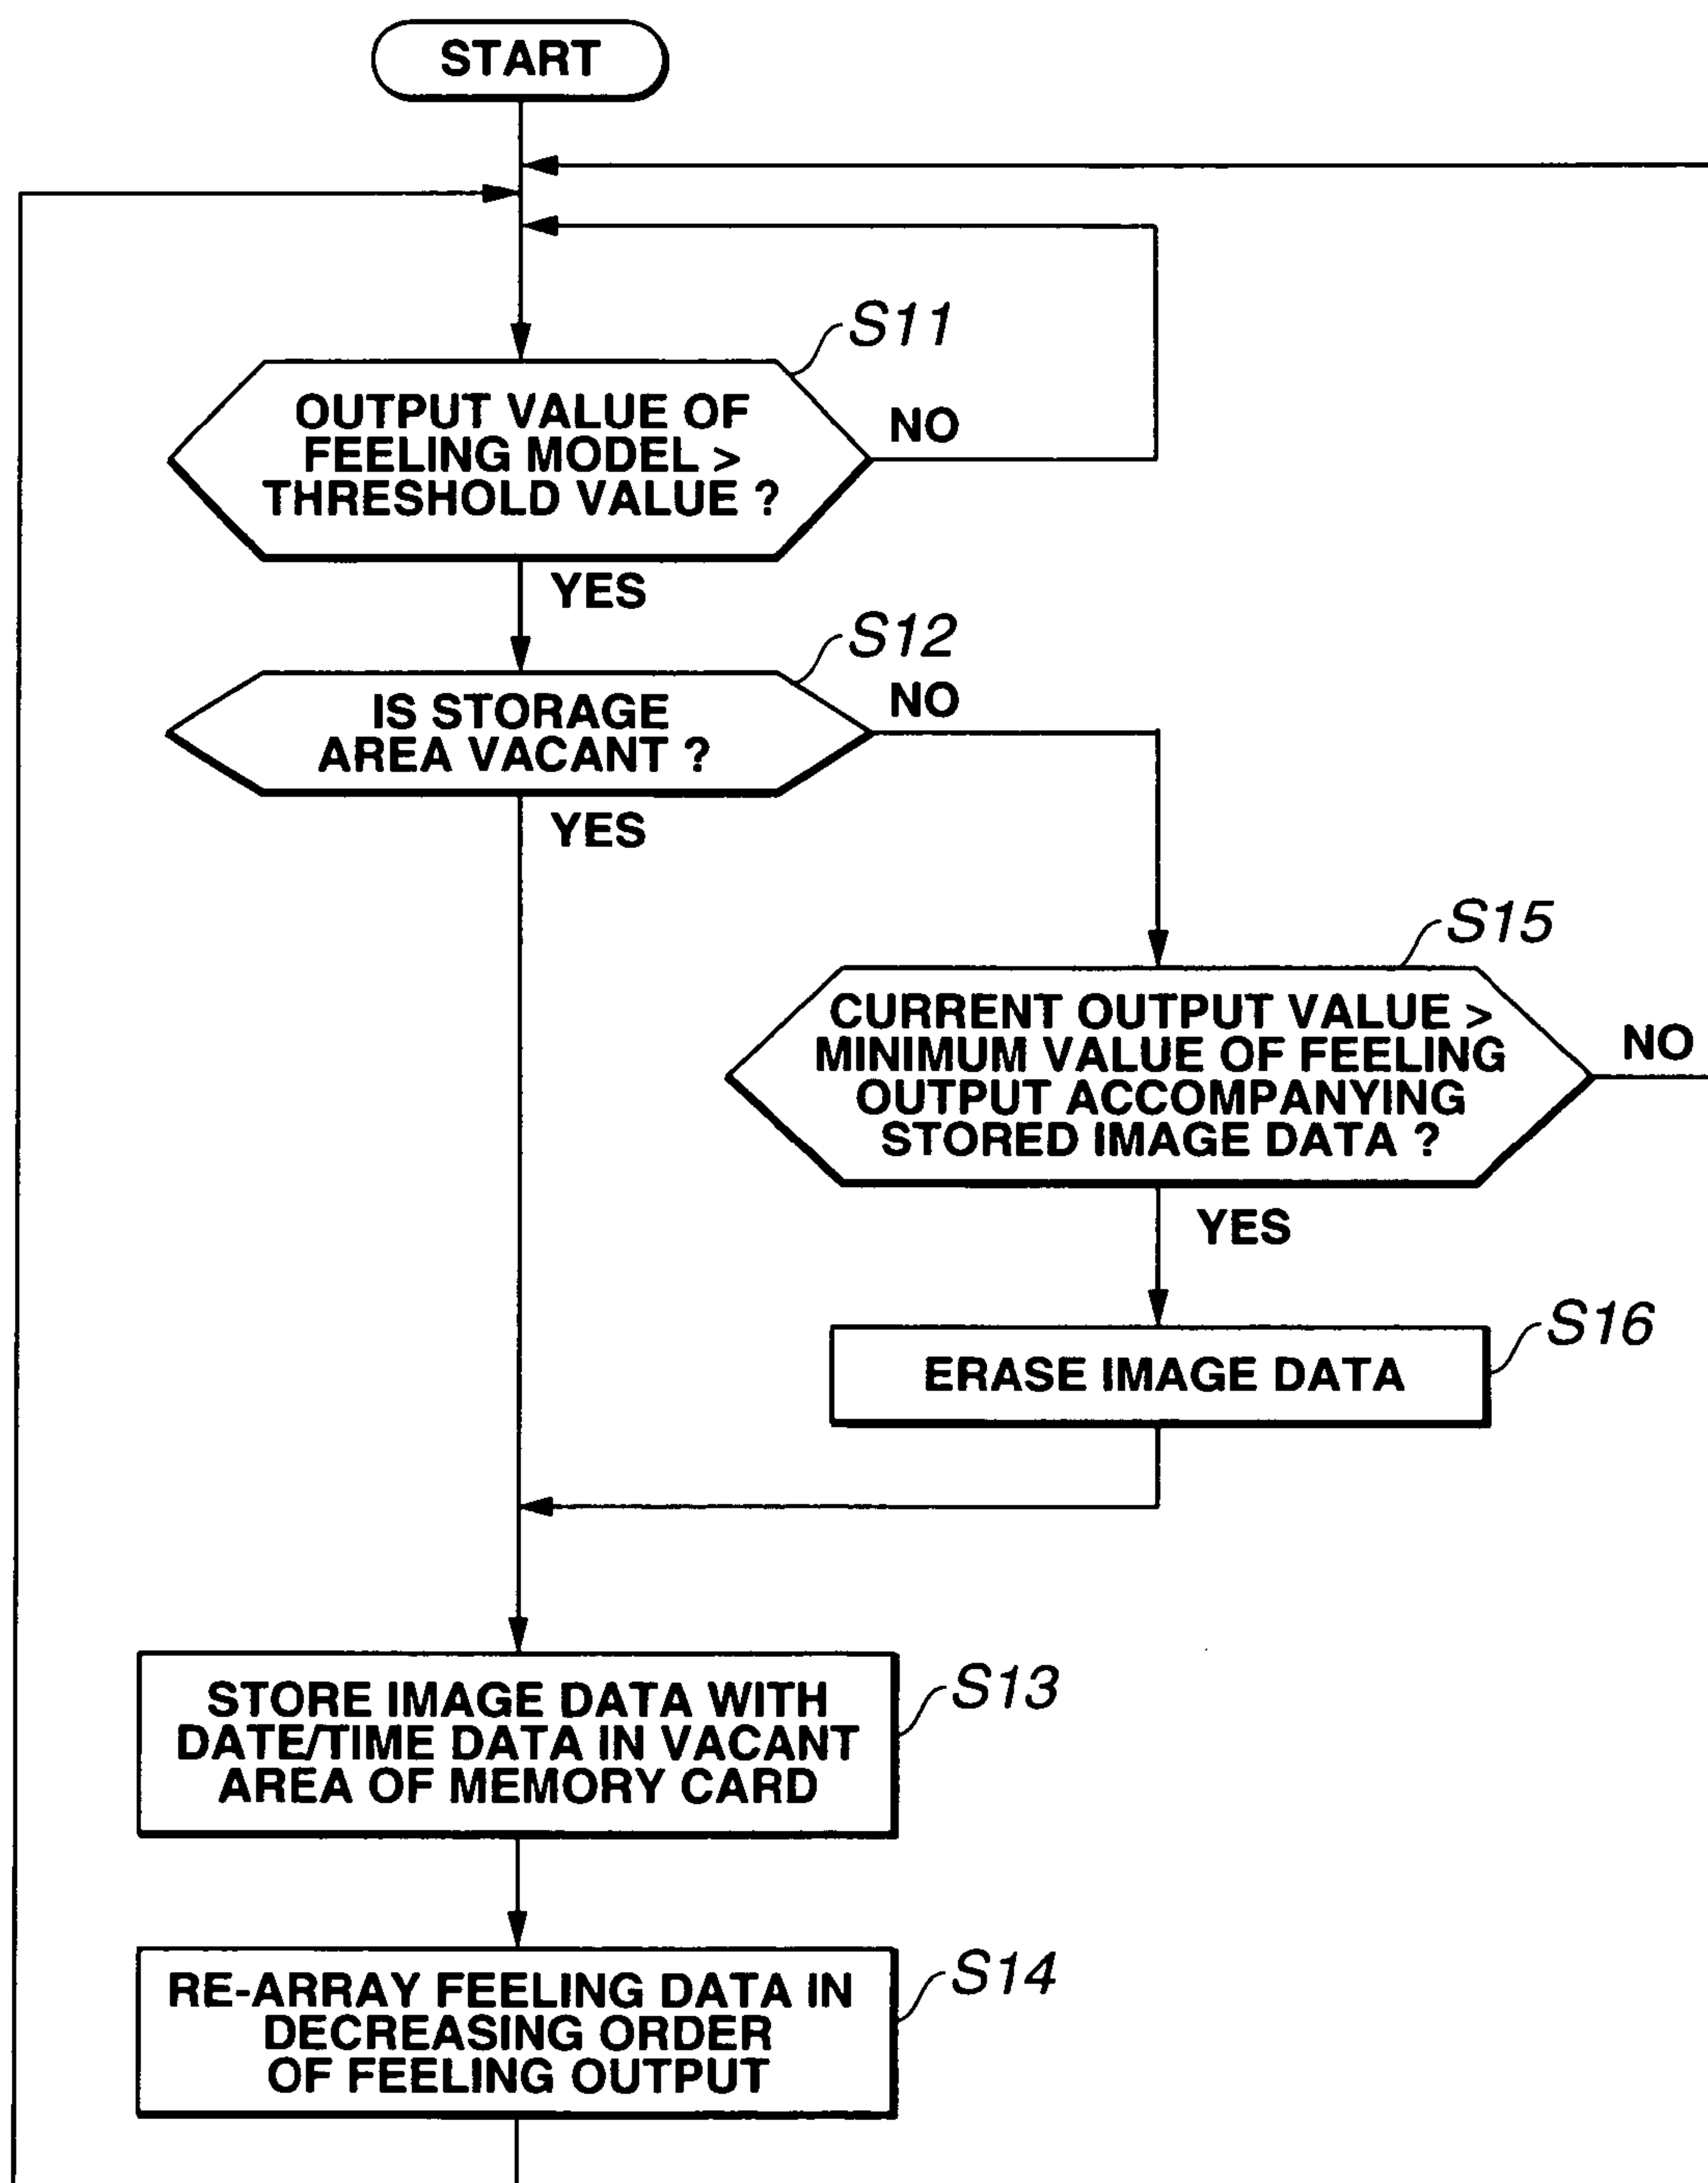 START
S11
OUTPUT VALUE OF
FEELING MODEL >
THRESHOLD VALUE ?
NO
YES
S12
IS STORAGE
AREA VACANT ?
NO
YES
S15
CURRENT OUTPUT VALUE >
MINIMUM VALUE OF FEELING
OUTPUT ACCOMPANYING
STORED IMAGE DATA ?
NO
YES
S16
ERASE IMAGE DATA
S13
STORE IMAGE DATA WITH
DATE/TIME DATA IN VACANT
AREA OF MEMORY CARD
S14
RE-ARRAY FEELING DATA IN
DECREASING ORDER
OF FEELING OUTPUT